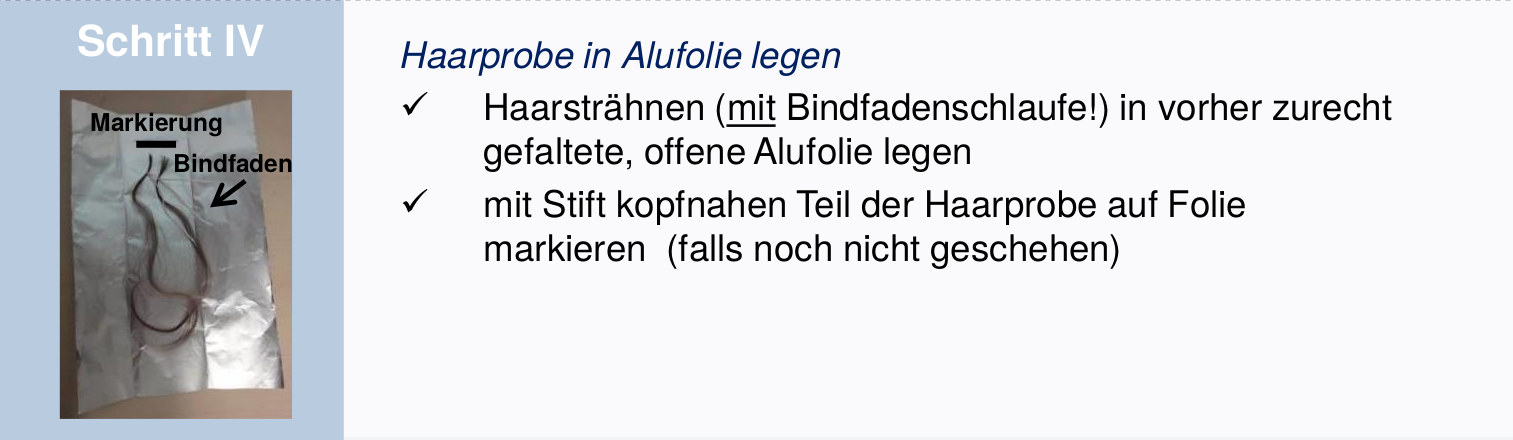 Schritt IV
Markierung
Bindfaden
Haarprobe in Alufolie legen
✓ Haarsträhnen (mit Bindfadenschlaufe!) in vorher zurecht
gefaltete, offene Alufolie legen
✓ mit Stift kopfnahen Teil der Haarprobe auf Folie
markieren  (falls noch nicht geschehen)